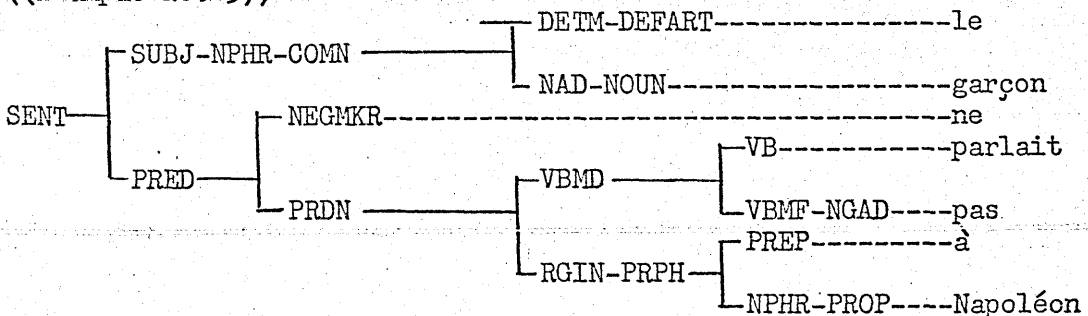 DETM-DEFART---------------le
SUBJ-NPHR-COMN
NAD-NOUN------------------garçon
SENT
NEGMKR------------------------------------ne
VB-----------parlait
PRED
VBMD
PRDN
VBMF-NGAD----pas
PREP---------à
RGIN-PRPH
NPHR-PROP----Napoléon